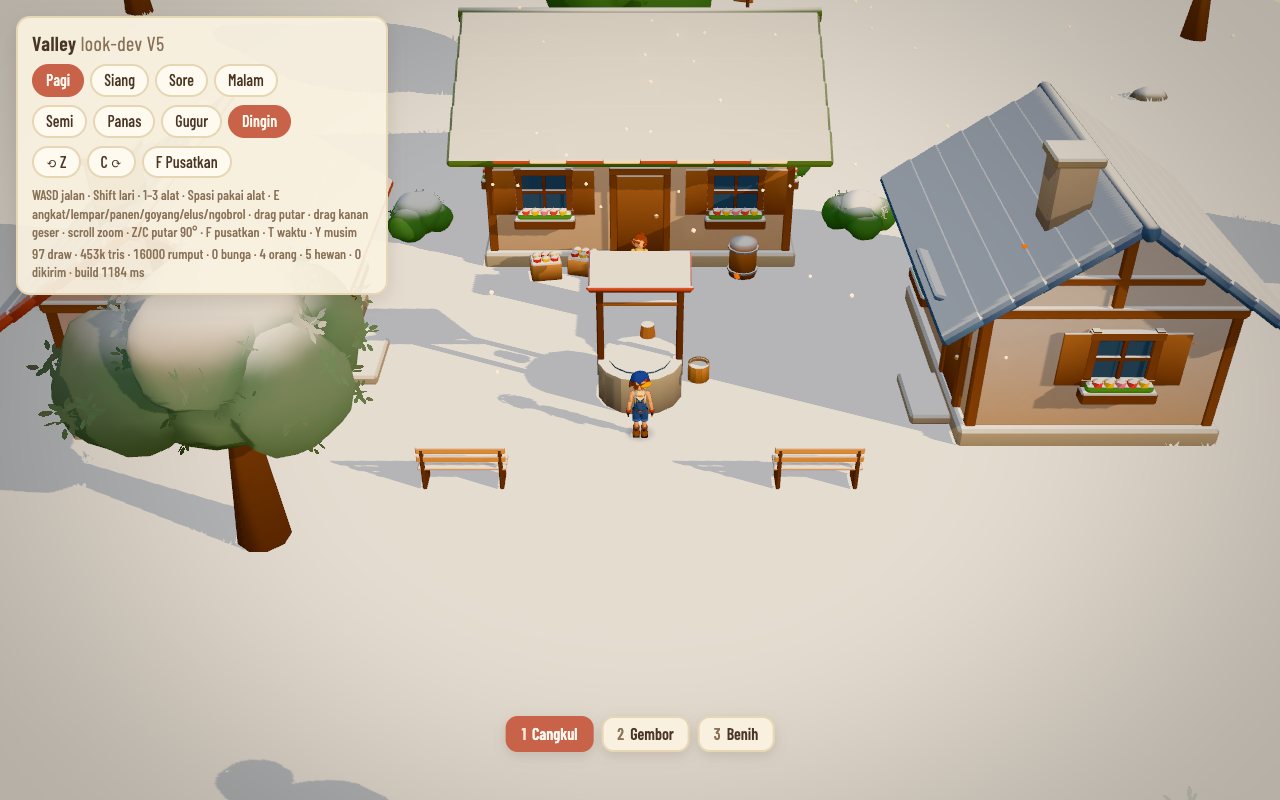 Valley look-dev V5
Pagi Siang Sore Malam
Semi Panas Gugur Dingin
⟲ Z C ⟳ F Pusatkan
WASD jalan · Shift lari · 1–3 alat · Spasi pakai alat · E
angkat/lempar/panen/goyang/elus/ngobrol · drag putar · drag kanan
geser · scroll zoom · Z/C putar 90° · F pusatkan · T waktu · Y musim
97 draw · 453k tris · 16000 rumput · 0 bunga · 4 orang · 5 hewan · 0
dikirim · build 1184 ms
1 Cangkul 2 Gembor 3 Benih